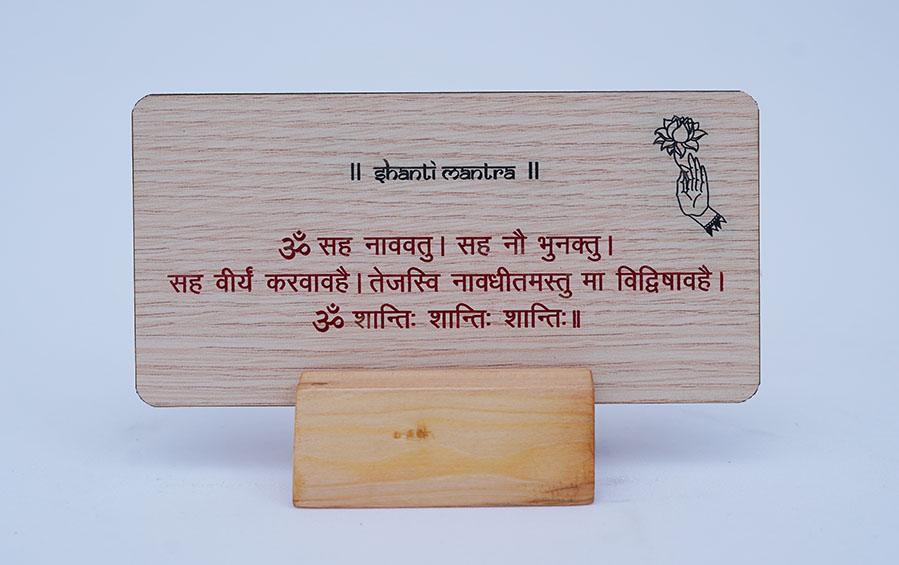 ॥ Shanti Mantra ॥
ॐ सह नाववतु। सह नौ भुनक्तु।
सह वीर्यं करवावहै। तेजस्वि नावधीतमस्तु मा विद्विषावहै।
ॐ शान्तिः शान्तिः शान्तिः॥